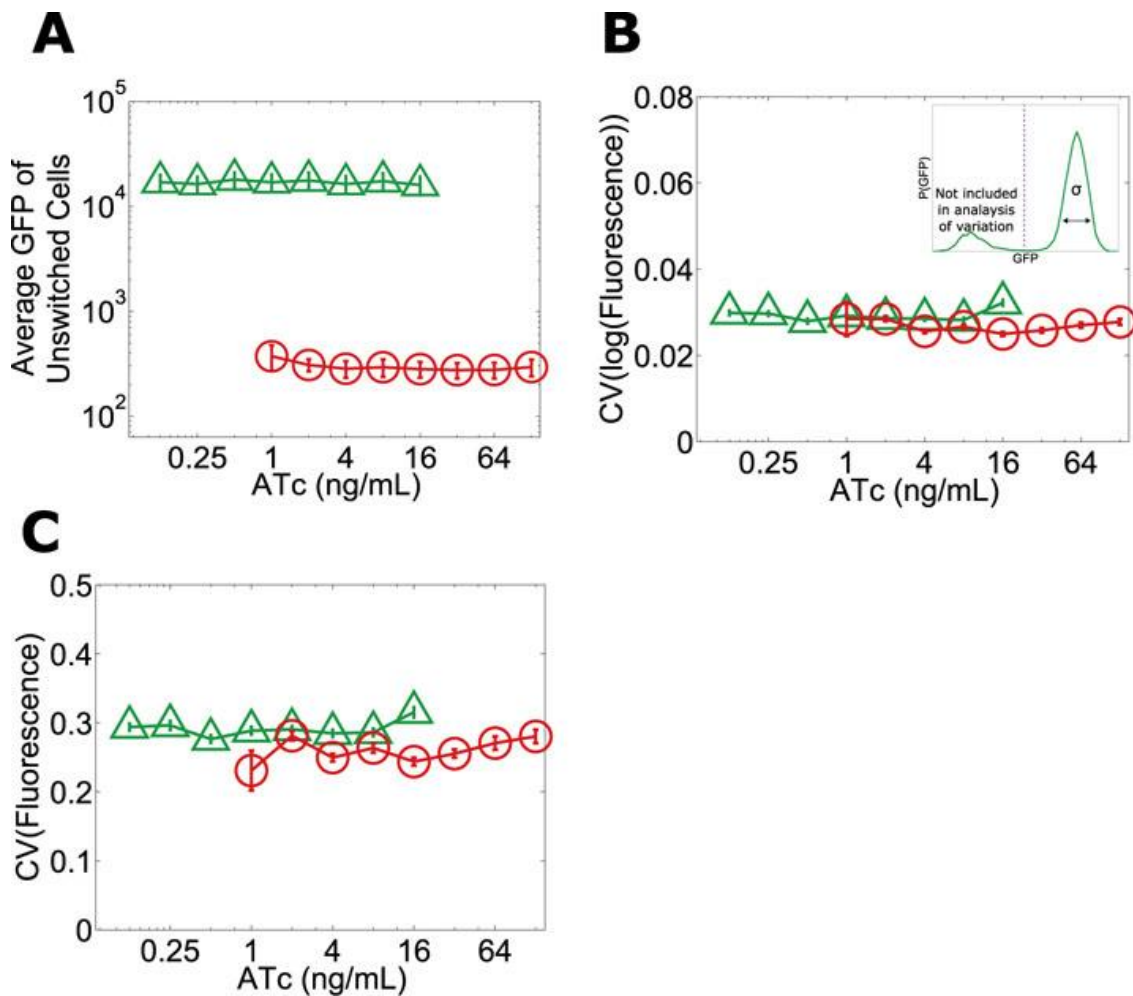 A
Average GFP of
Unswitched Cells
10^5
10^4
10^3
10^2
0.25 1 4 16 64
ATc (ng/mL)
B
CV(log(Fluorescence))
0.08
0.06
0.04
0.02
0
P(GFP)
Not included
in analaysis
of variation
σ
GFP
0.25 1 4 16 64
ATc (ng/mL)
C
CV(Fluorescence)
0.5
0.4
0.3
0.2
0.1
0
0.25 1 4 16 64
ATc (ng/mL)